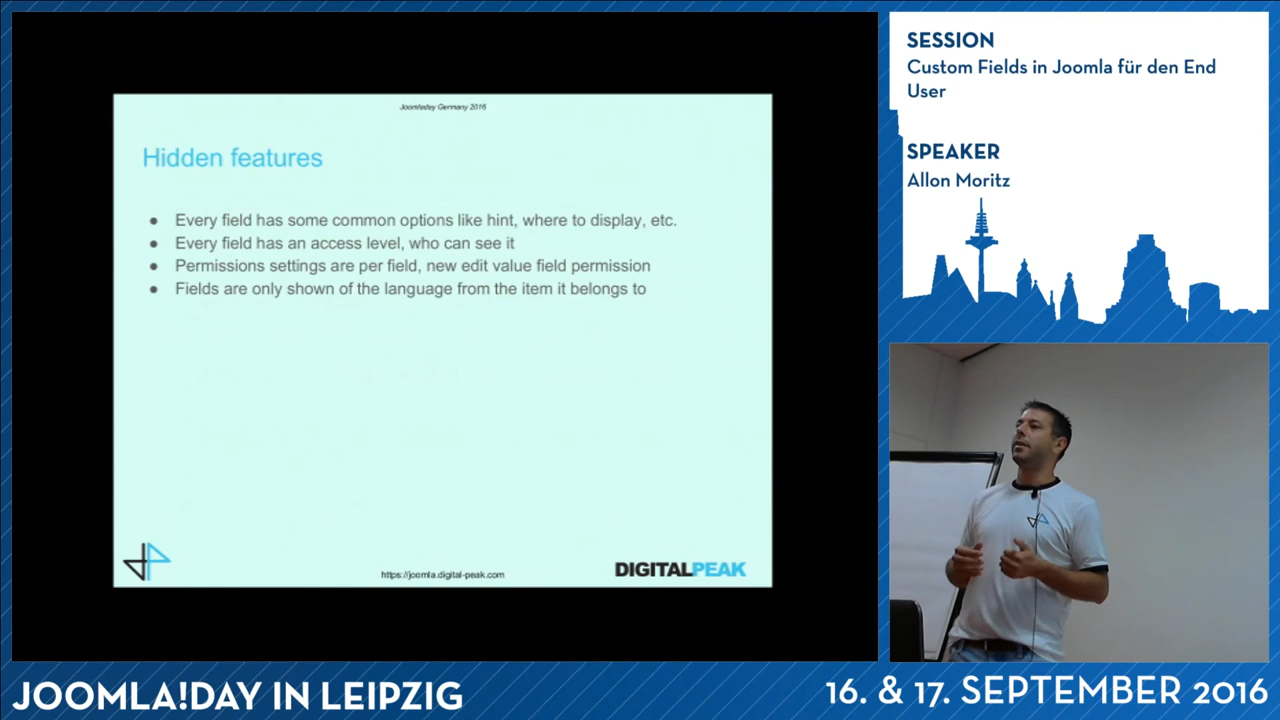 Joomladay Germany 2016
Hidden features
● Every field has some common options like hint, where to display, etc.
● Every field has an access level, who can see it
● Permissions settings are per field, new edit value field permission
● Fields are only shown of the language from the item it belongs to
https://joomla.digital-peak.com
DIGITALPEAK
SESSION
Custom Fields in Joomla für den End
User
SPEAKER
Allon Moritz
JOOMLA!DAY IN LEIPZIG
16. & 17. SEPTEMBER 2016